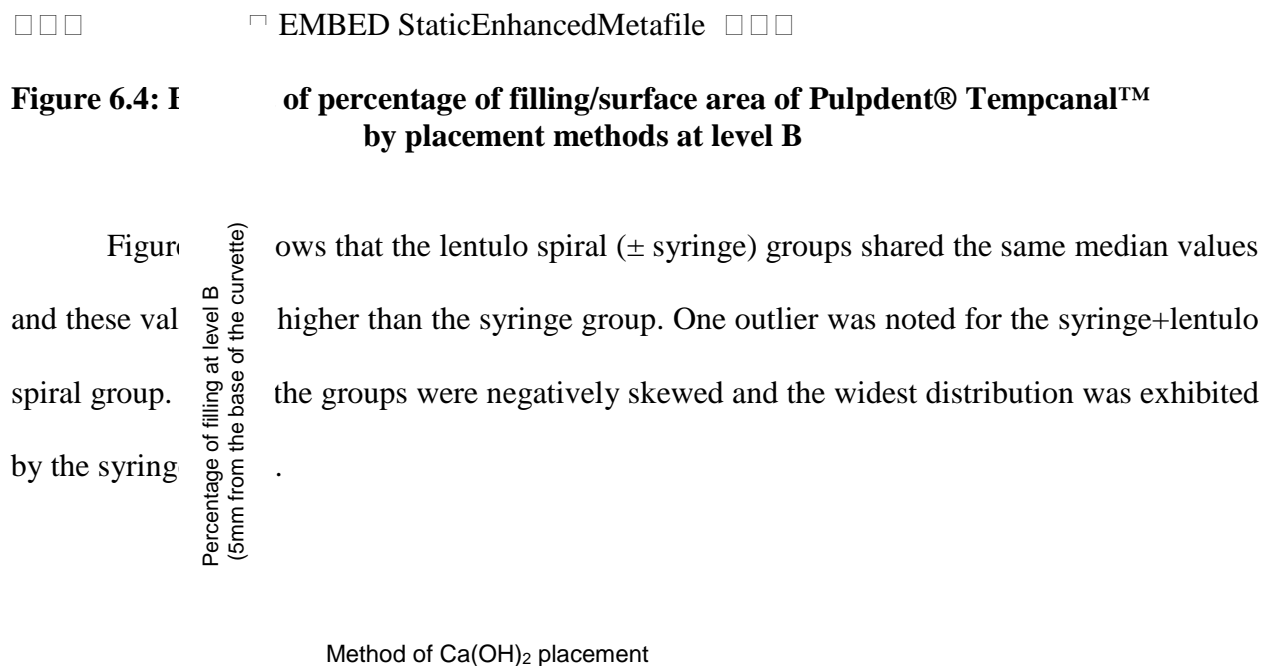 EMBED StaticEnhancedMetafile
Figure 6.4: of percentage of filling/surface area of Pulpdent® Tempcanal™
by placement methods at level B
ows that the lentulo spiral (± syringe) groups shared the same median values
and these higher than the syringe group. One outlier was noted for the syringe+lentulo
spiral group. the groups were negatively skewed and the widest distribution was exhibited
by the .
Percentage of filling at level B
(5mm from the base of the curvette)
Method of Ca(OH)₂ placement